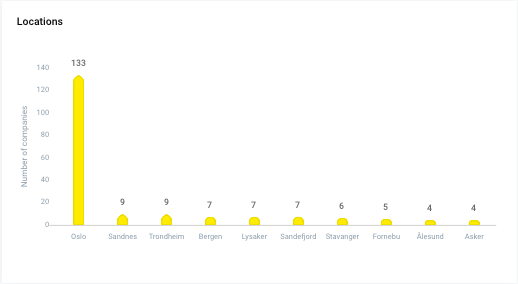 Locations
Number of companies
140
120
100
80
60
40
20
0
133
9
9
7
7
7
6
5
4
4
Oslo
Sandnes
Trondheim
Bergen
Lysaker
Sandefjord
Stavanger
Fornebu
Ålesund
Asker